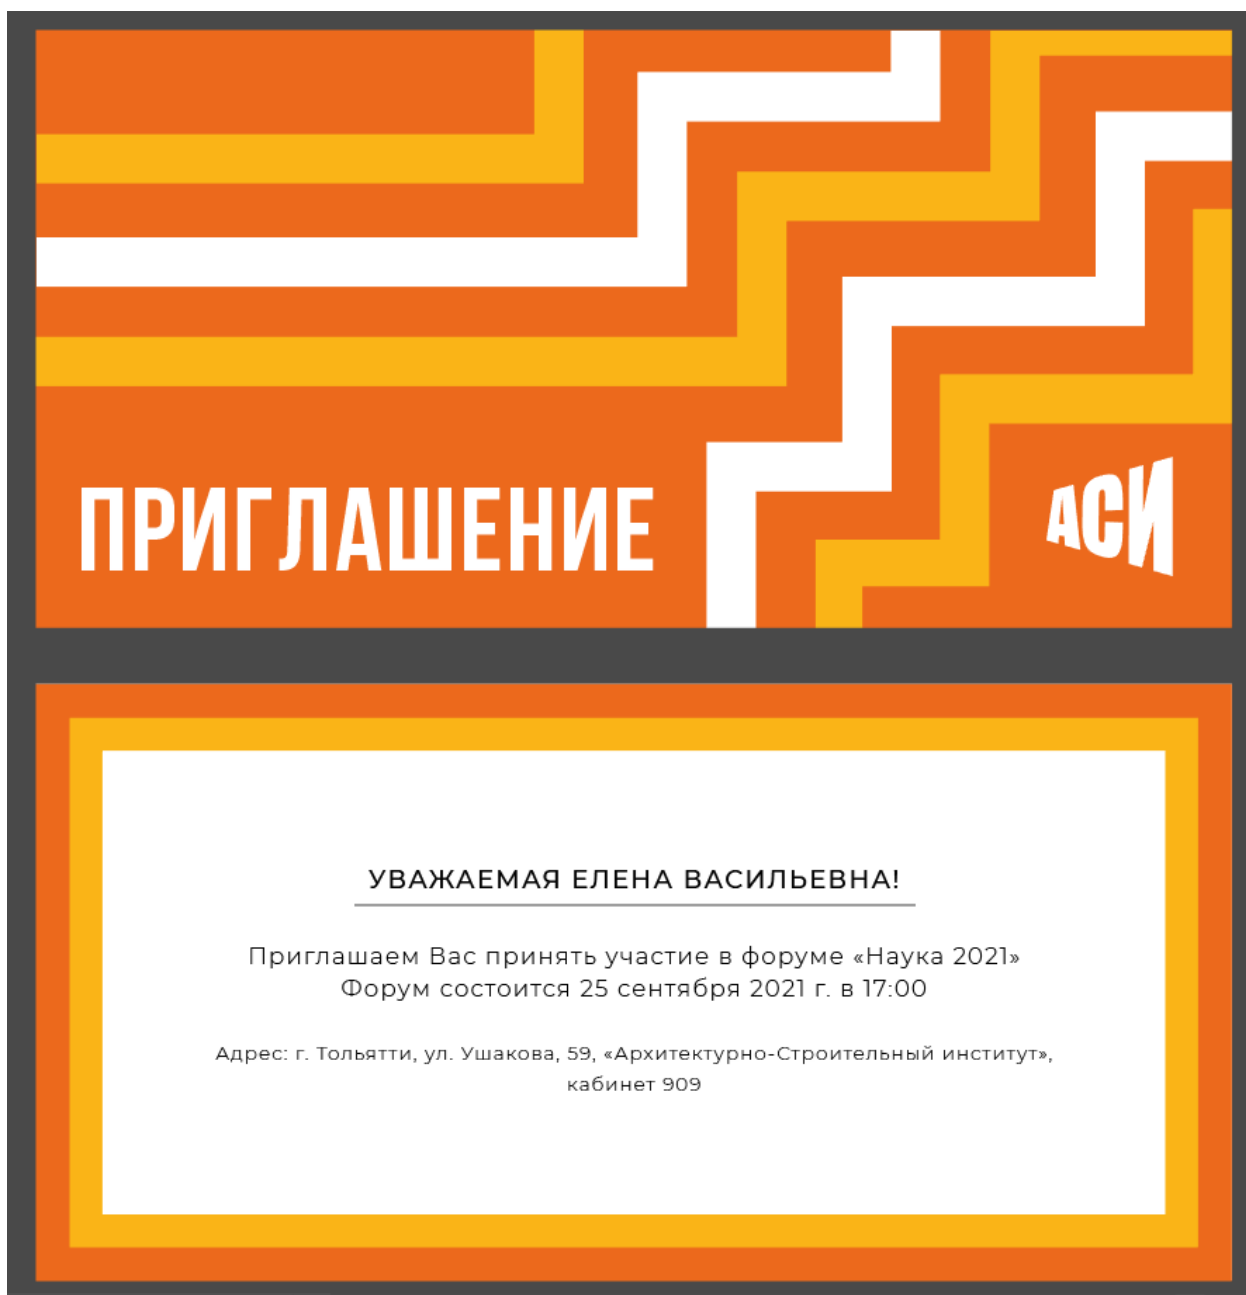 ПРИГЛАШЕНИЕ
АСИ
УВАЖАЕМАЯ ЕЛЕНА ВАСИЛЬЕВНА!
Приглашаем Вас принять участие в форуме «Наука 2021»
Форум состоится 25 сентября 2021 г. в 17:00
Адрес: г. Тольятти, ул. Ушакова, 59, «Архитектурно-Строительный институт»,
кабинет 909